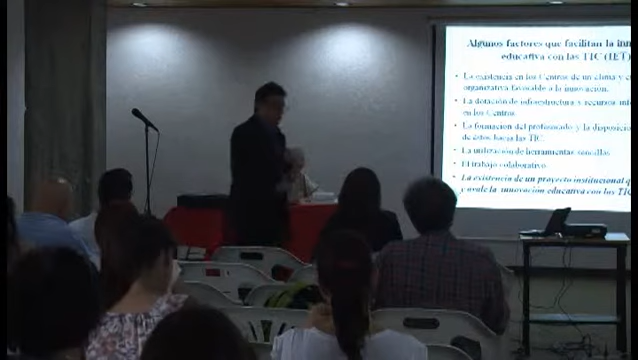 Algunos factores que facilitan la inn
educativa con las TIC (IET)
• La existencia en los Centros de un clima y c
organizativa favorable a la innovación.
• La dotación de infraestructura y recursos inf
en los Centros.
• La formación del profesorado y la disposición
de éstos hacia las TIC.
• La utilización de herramientas sencillas.
• El trabajo colaborativo.
• La existencia de un proyecto institucional q
y avale la innovación educativa con las TIC